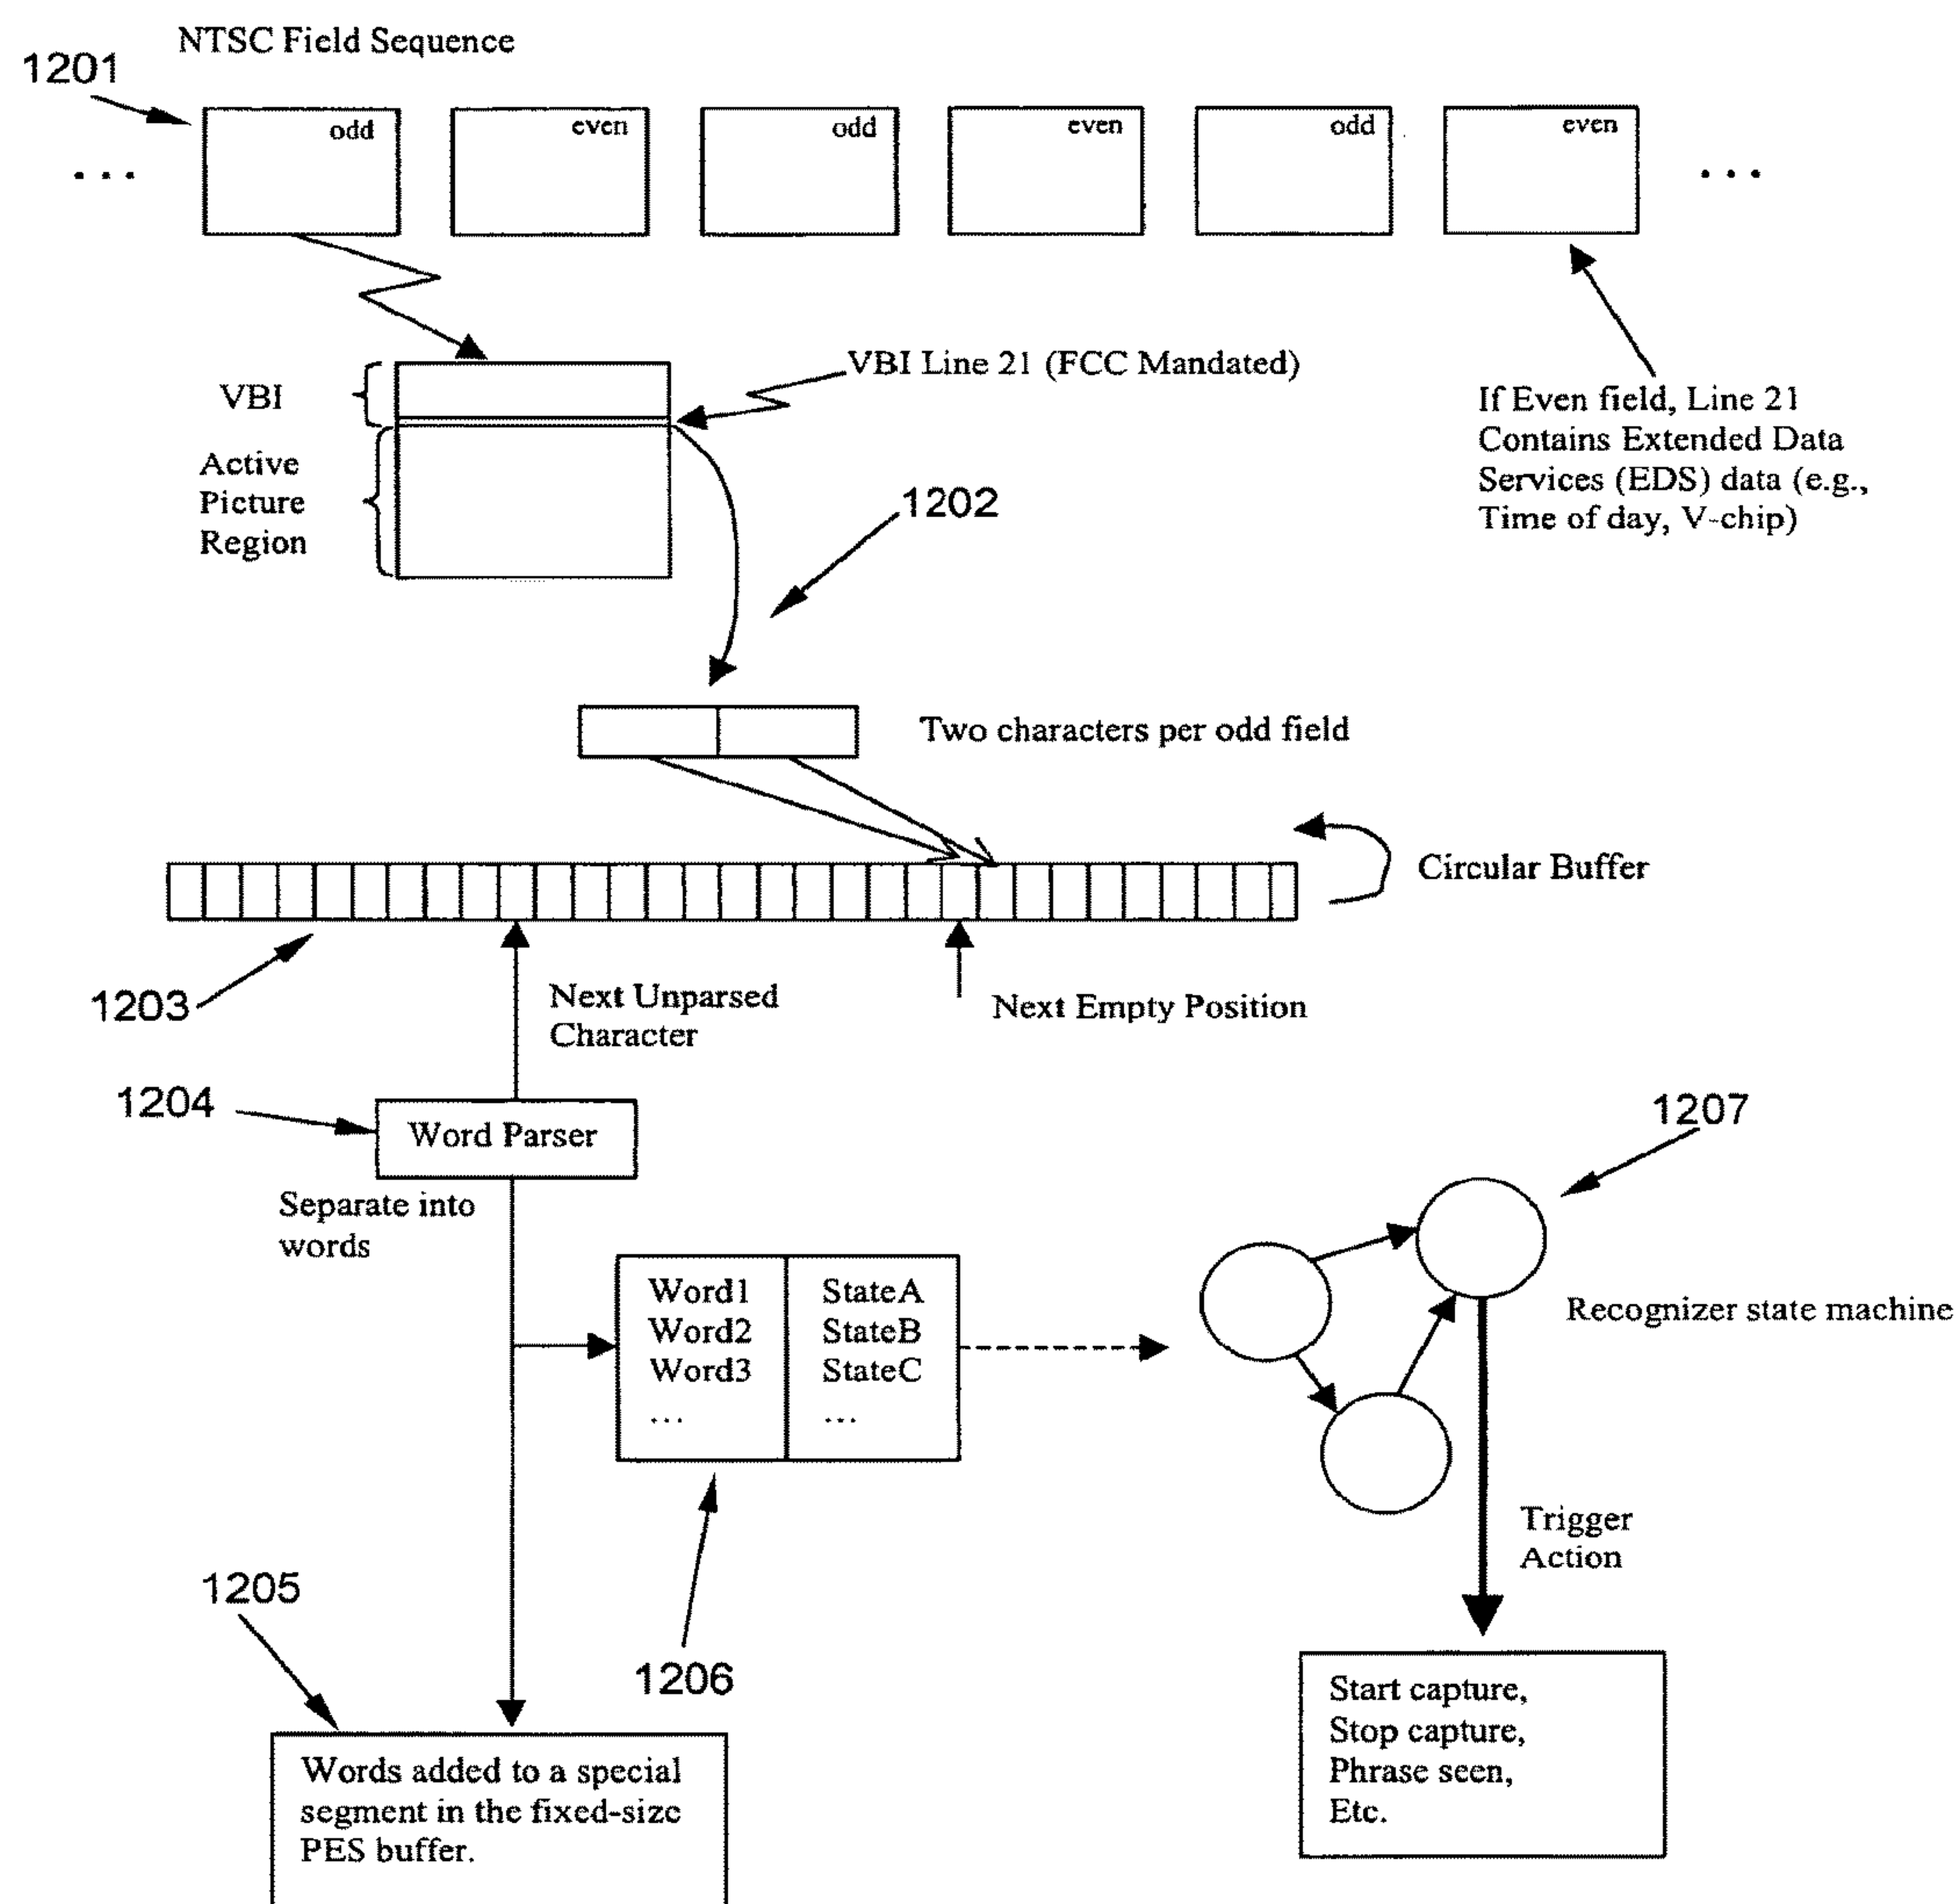 NTSC Field Sequence
1201
odd
even
odd
even
odd
even
...
...
VBI
VBI Line 21 (FCC Mandated)
Active
Picture
Region
If Even field, Line 21
Contains Extended Data
Services (EDS) data (e.g.,
Time of day, V-chip)
1202
Two characters per odd field
Circular Buffer
1203
Next Unparsed
Character
Next Empty Position
1204
Word Parser
1207
Separate into
words
Word1
Word2
Word3
...
StateA
StateB
StateC
...
Recognizer state machine
Trigger
Action
1205
1206
Words added to a special
segment in the fixed-size
PES buffer.
Start capture,
Stop capture,
Phrase seen,
Etc.